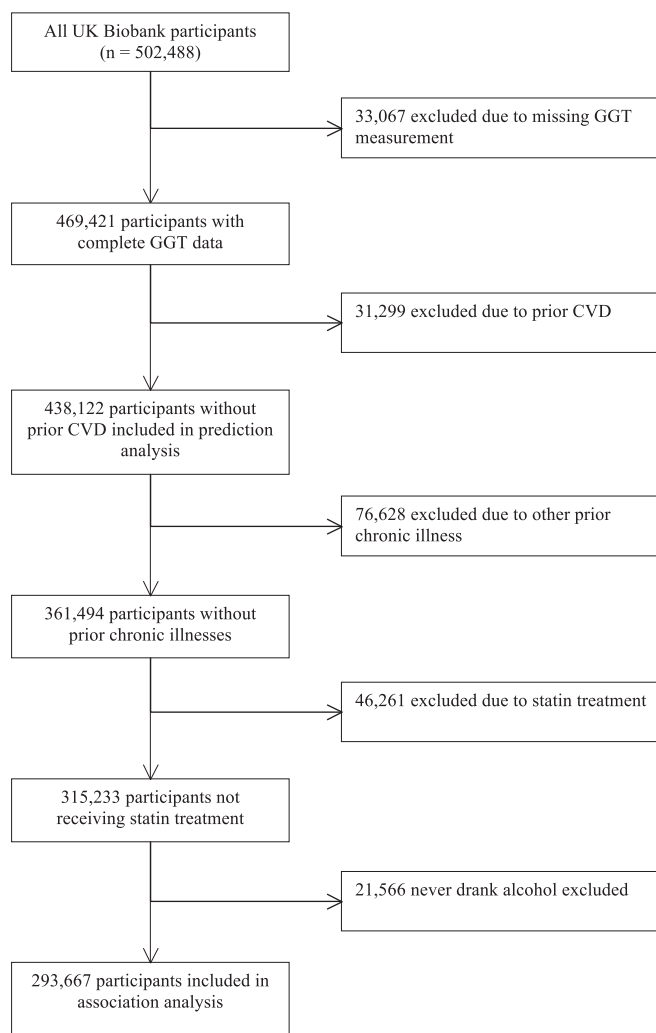 All UK Biobank participants
(n = 502,488)
33,067 excluded due to missing GGT
measurement
469,421 participants with
complete GGT data
31,299 excluded due to prior CVD
438,122 participants without
prior CVD included in prediction
analysis
76,628 excluded due to other prior
chronic illness
361,494 participants without
prior chronic illnesses
46,261 excluded due to statin treatment
315,233 participants not
receiving statin treatment
21,566 never drank alcohol excluded
293,667 participants included in
association analysis